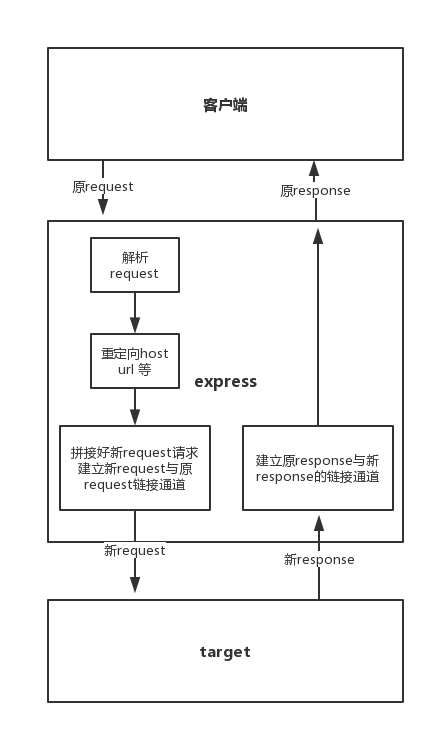 客户端
原request
原response
解析
request
重定向host
url 等
express
拼接好新request请求
建立新request与原
request链接通道
建立原response与新
response的链接通道
新request
新response
target